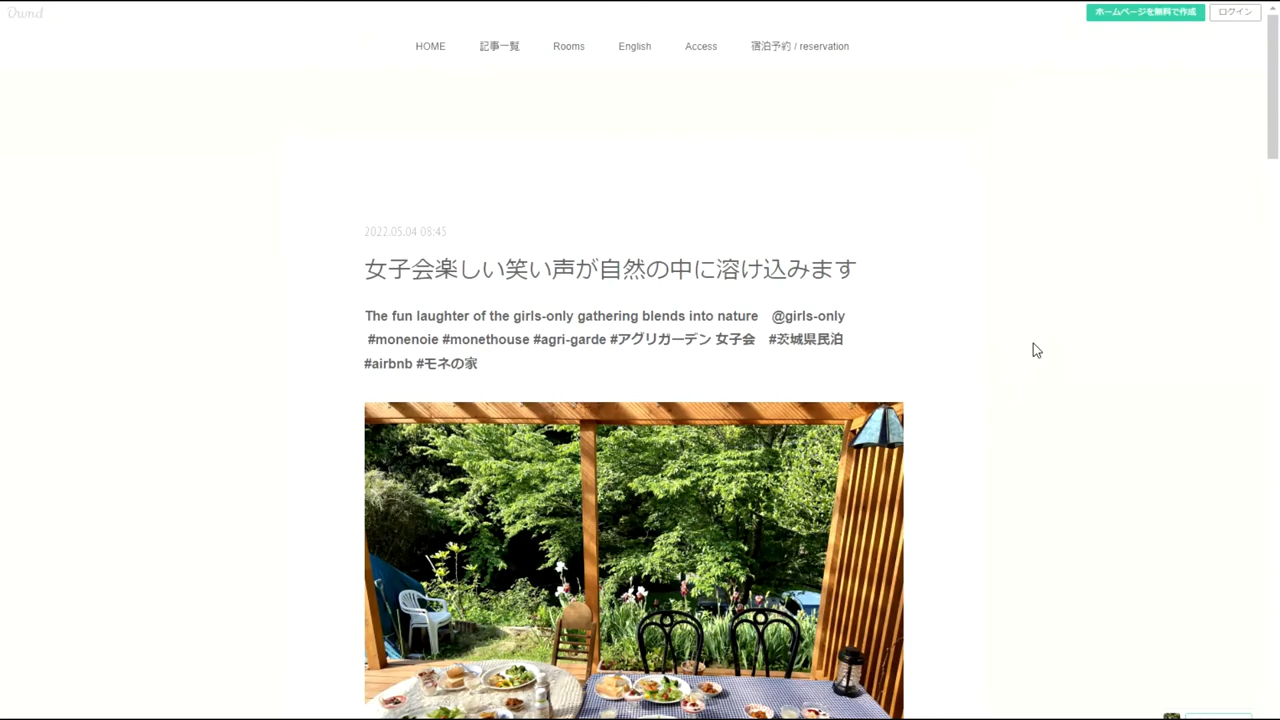 Ownd
ホームページを無料で作成
ログイン
HOME
記事一覧
Rooms
English
Access
宿泊予約 / reservation
2022.05.04 08:45
女子会楽しい笑い声が自然の中に溶け込みます
The fun laughter of the girls-only gathering blends into nature　@girls-only
#monenoie #monethouse #agri-garde #アグリガーデン 女子会　#茨城県民泊
#airbnb #モネの家